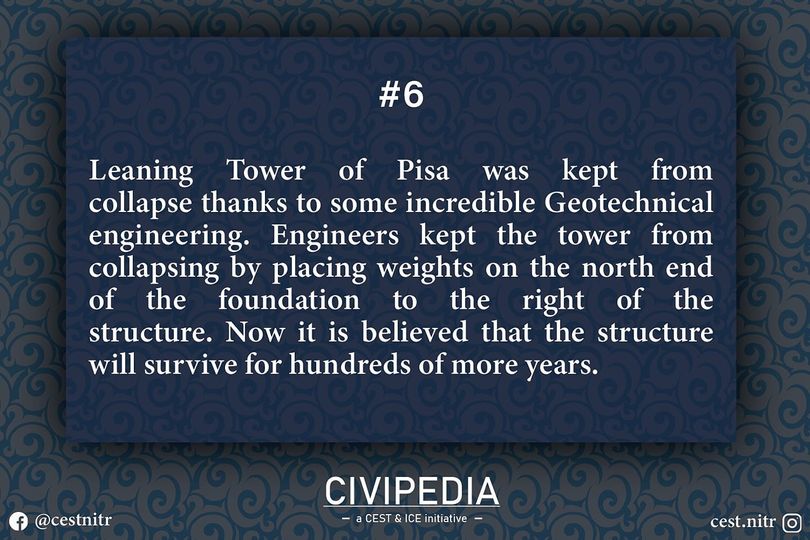 #6
Leaning Tower of Pisa was kept from
collapse thanks to some incredible Geotechnical
engineering. Engineers kept the tower from
collapsing by placing weights on the north end
of the foundation to the right of the
structure. Now it is believed that the structure
will survive for hundreds of more years.
CIVIPEDIA
– a CEST & ICE initiative –
@cestnitr
cest.nitr